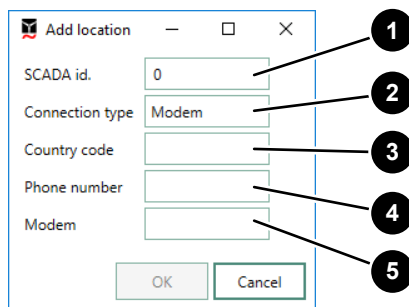 Add location
1
SCADA id. 0
2
Connection type Modem
Country code
3
Phone number
4
Modem
5
OK Cancel